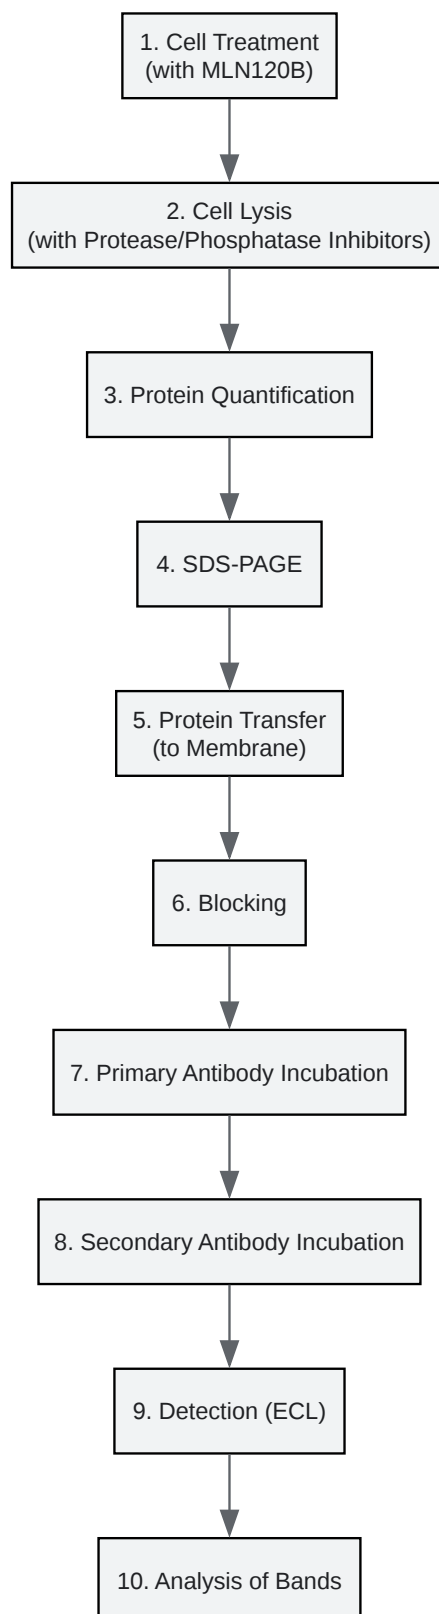 1. Cell Treatment
(with MLN120B)
2. Cell Lysis
(with Protease/Phosphatase Inhibitors)
3. Protein Quantification
4. SDS-PAGE
5. Protein Transfer
(to Membrane)
6. Blocking
7. Primary Antibody Incubation
8. Secondary Antibody Incubation
9. Detection (ECL)
10. Analysis of Bands